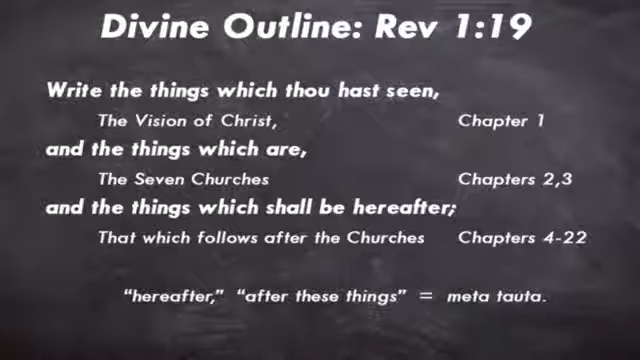 Divine Outline: Rev 1:19
Write the things which thou hast seen,
The Vision of Christ, Chapter 1
and the things which are,
The Seven Churches Chapters 2,3
and the things which shall be hereafter;
That which follows after the Churches Chapters 4-22
“hereafter,” “after these things” = meta tauta.